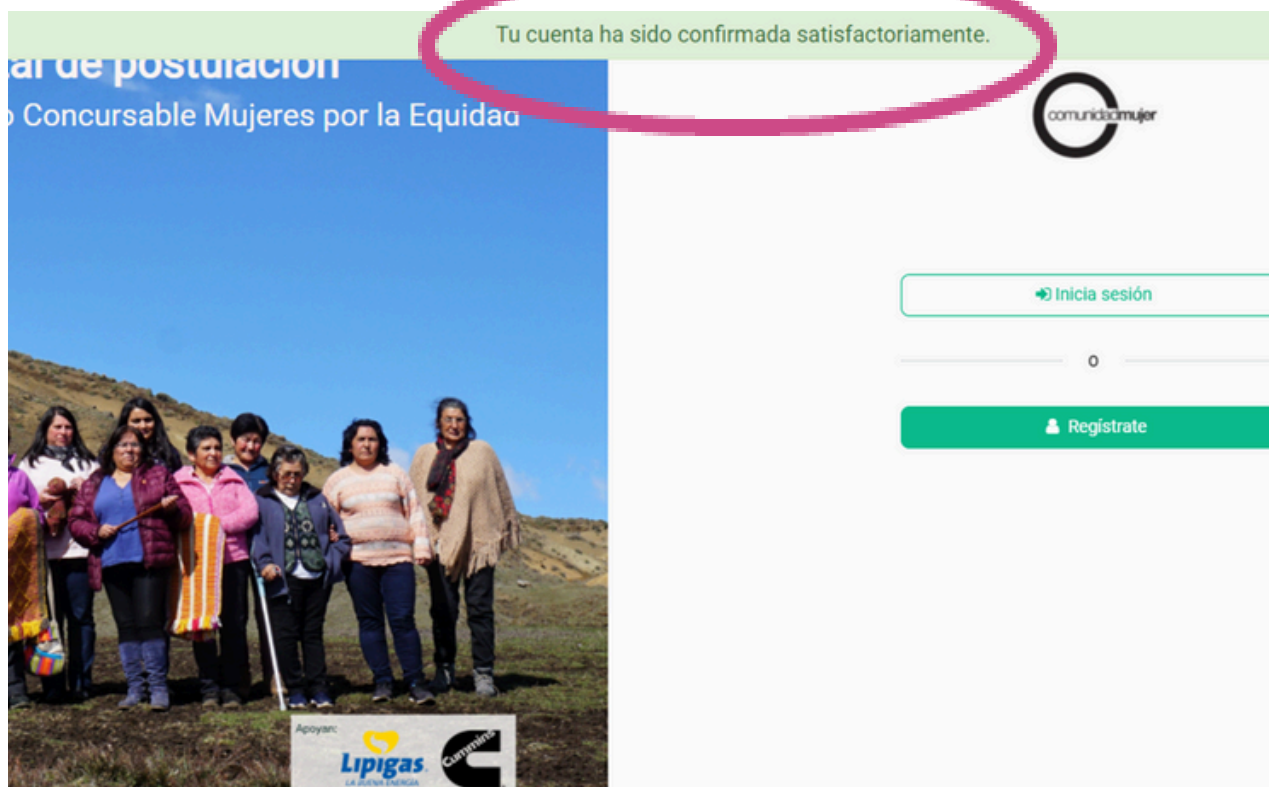 Tu cuenta ha sido confirmada satisfactoriamente.
de postulación
Concursable Mujeres por la Equidad
comunidadmujer
Inicia sesión
o
Regístrate
Apoyan:
Lipigas
LA BUENA ENERGÍA
Cummins